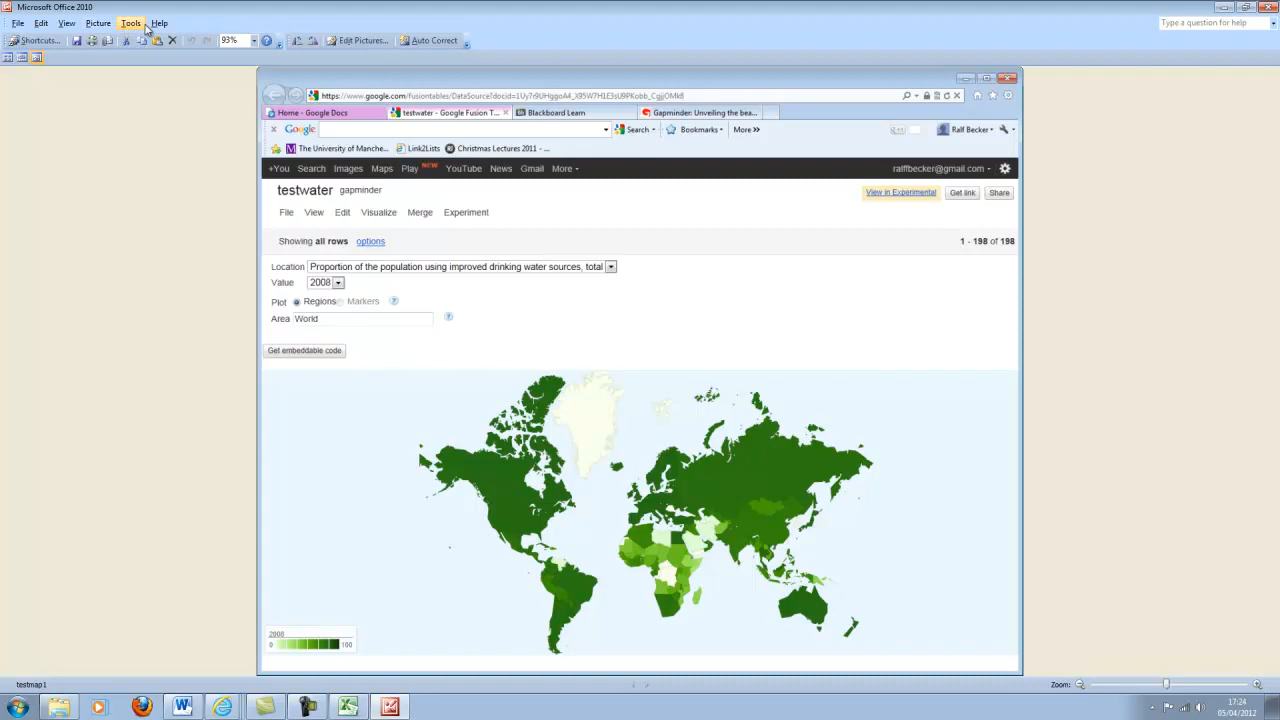 Microsoft Office 2010
File Edit View Picture Tools Help
Type a question for help
Shortcuts... 93% Edit Pictures... Auto Correct
Home - Google Docs testwater - Google Fusion T... Blackboard Learn Gapminder: Unveiling the bea...
Google Search Bookmarks More >> Ralf Becker
The University of Manche... Link2Lists Christmas Lectures 2011 - ...
+You Search Images Maps Play NEW YouTube News Gmail More
ralffbecker@gmail.com
testwater gapminder
View in Experimental Get link Share
File View Edit Visualize Merge Experiment
Showing all rows options
1 - 198 of 198
Location Proportion of the population using improved drinking water sources, total
Value 2008
Plot Regions Markers ?
Area World ?
Get embeddable code
2008
0 100
testmap1
Zoom:
17:24
05/04/2012